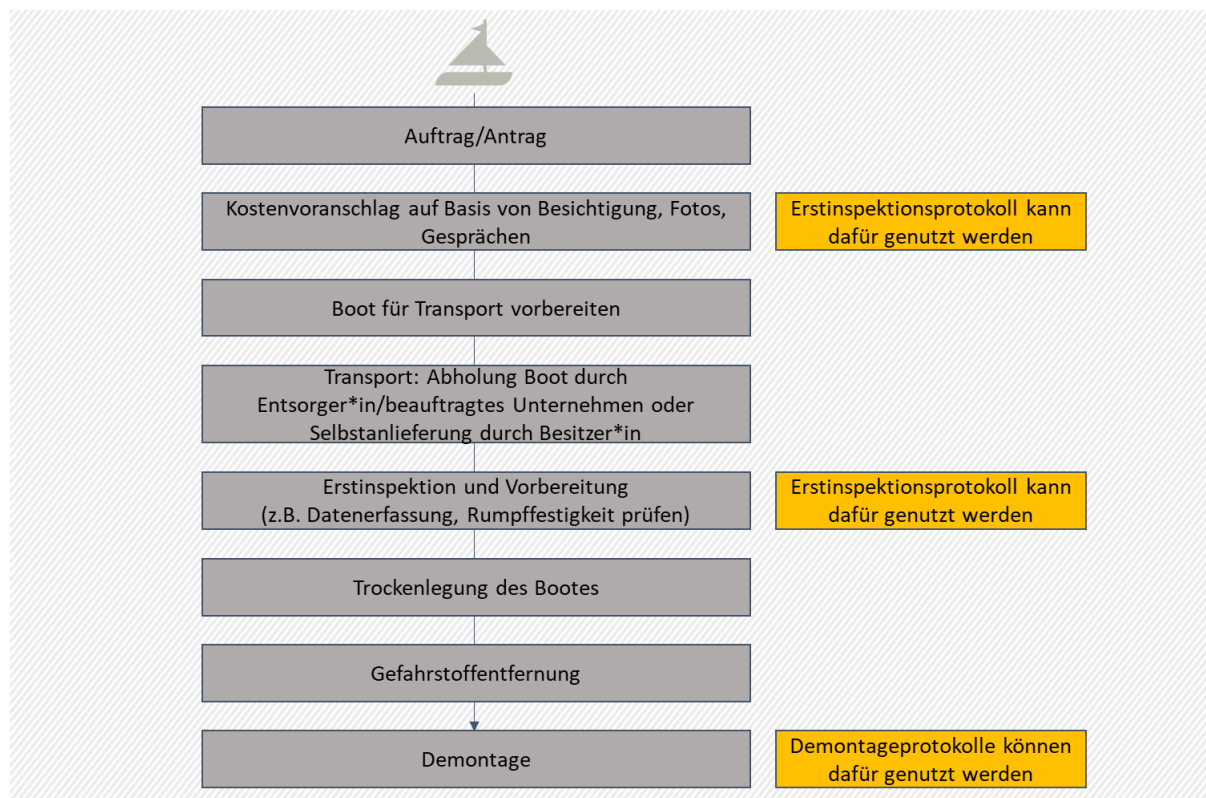 Auftrag/Antrag
Kostenvoranschlag auf Basis von Besichtigung, Fotos,
Gesprächen
Erstinspektionsprotokoll kann
dafür genutzt werden
Boot für Transport vorbereiten
Transport: Abholung Boot durch
Entsorger*in/beauftragtes Unternehmen oder
Selbstanlieferung durch Besitzer*in
Erstinspektion und Vorbereitung
(z.B. Datenerfassung, Rumpffestigkeit prüfen)
Erstinspektionsprotokoll kann
dafür genutzt werden
Trockenlegung des Bootes
Gefahrstoffentfernung
Demontage
Demontageprotokolle können
dafür genutzt werden